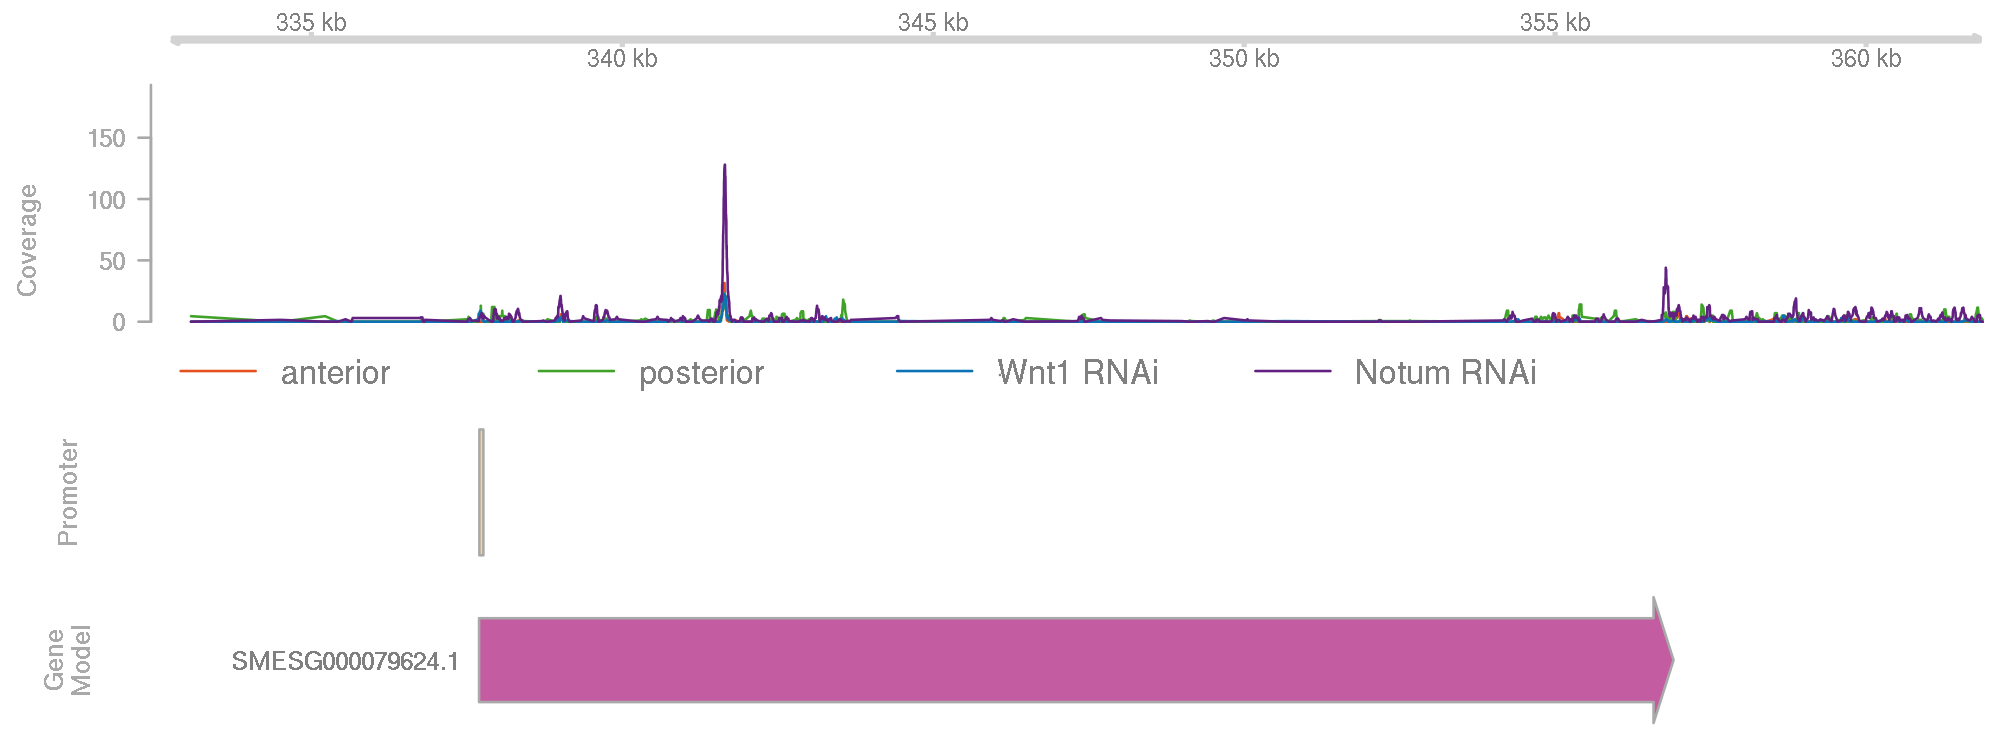 335 kb 345 kb 355 kb
340 kb 350 kb 360 kb
Coverage
150
100
50
0
anterior posterior Wnt1 RNAi Notum RNAi
Promoter
Gene
Model
SMESG000079624.1